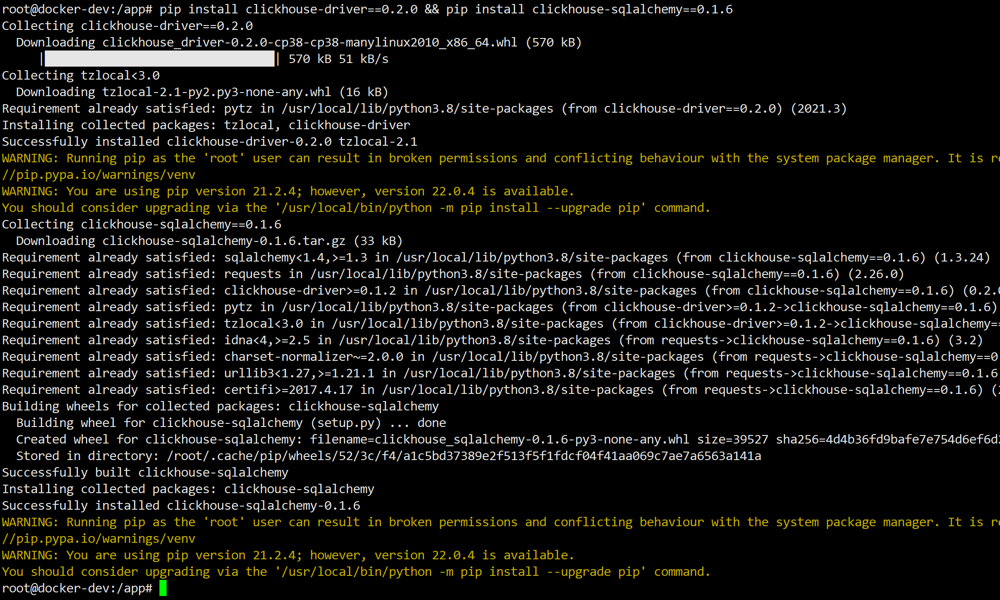 root@docker-dev:/app# pip install clickhouse-driver==0.2.0 && pip install clickhouse-sqlalchemy==0.1.6
Collecting clickhouse-driver==0.2.0
  Downloading clickhouse_driver-0.2.0-cp38-cp38-manylinux2010_x86_64.whl (570 kB)
     |████████████████████████████████| 570 kB 51 kB/s
Collecting tzlocal<3.0
  Downloading tzlocal-2.1-py2.py3-none-any.whl (16 kB)
Requirement already satisfied: pytz in /usr/local/lib/python3.8/site-packages (from clickhouse-driver==0.2.0) (2021.3)
Installing collected packages: tzlocal, clickhouse-driver
Successfully installed clickhouse-driver-0.2.0 tzlocal-2.1
WARNING: Running pip as the 'root' user can result in broken permissions and conflicting behaviour with the system package manager. It is re
//pip.pypa.io/warnings/venv
WARNING: You are using pip version 21.2.4; however, version 22.0.4 is available.
You should consider upgrading via the '/usr/local/bin/python -m pip install --upgrade pip' command.
Collecting clickhouse-sqlalchemy==0.1.6
  Downloading clickhouse-sqlalchemy-0.1.6.tar.gz (33 kB)
Requirement already satisfied: sqlalchemy<1.4,>=1.3 in /usr/local/lib/python3.8/site-packages (from clickhouse-sqlalchemy==0.1.6) (1.3.24)
Requirement already satisfied: requests in /usr/local/lib/python3.8/site-packages (from clickhouse-sqlalchemy==0.1.6) (2.26.0)
Requirement already satisfied: clickhouse-driver>=0.1.2 in /usr/local/lib/python3.8/site-packages (from clickhouse-sqlalchemy==0.1.6) (0.2.0
Requirement already satisfied: pytz in /usr/local/lib/python3.8/site-packages (from clickhouse-driver>=0.1.2->clickhouse-sqlalchemy==0.1.6)
Requirement already satisfied: tzlocal<3.0 in /usr/local/lib/python3.8/site-packages (from clickhouse-driver>=0.1.2->clickhouse-sqlalchemy==
Requirement already satisfied: idna<4,>=2.5 in /usr/local/lib/python3.8/site-packages (from requests->clickhouse-sqlalchemy==0.1.6) (3.2)
Requirement already satisfied: charset-normalizer~=2.0.0 in /usr/local/lib/python3.8/site-packages (from requests->clickhouse-sqlalchemy==0
Requirement already satisfied: urllib3<1.27,>=1.21.1 in /usr/local/lib/python3.8/site-packages (from requests->clickhouse-sqlalchemy==0.1.6)
Requirement already satisfied: certifi>=2017.4.17 in /usr/local/lib/python3.8/site-packages (from requests->clickhouse-sqlalchemy==0.1.6) (2
Building wheels for collected packages: clickhouse-sqlalchemy
  Building wheel for clickhouse-sqlalchemy (setup.py) ... done
  Created wheel for clickhouse-sqlalchemy: filename=clickhouse_sqlalchemy-0.1.6-py3-none-any.whl size=39527 sha256=4d4b36fd9bafe7e754d6ef6d2
  Stored in directory: /root/.cache/pip/wheels/52/3c/f4/a1c5bd37389e2f513f5f1fdcf04f41aa069c7ae7a6563a141a
Successfully built clickhouse-sqlalchemy
Installing collected packages: clickhouse-sqlalchemy
Successfully installed clickhouse-sqlalchemy-0.1.6
WARNING: Running pip as the 'root' user can result in broken permissions and conflicting behaviour with the system package manager. It is re
//pip.pypa.io/warnings/venv
WARNING: You are using pip version 21.2.4; however, version 22.0.4 is available.
You should consider upgrading via the '/usr/local/bin/python -m pip install --upgrade pip' command.
root@docker-dev:/app#